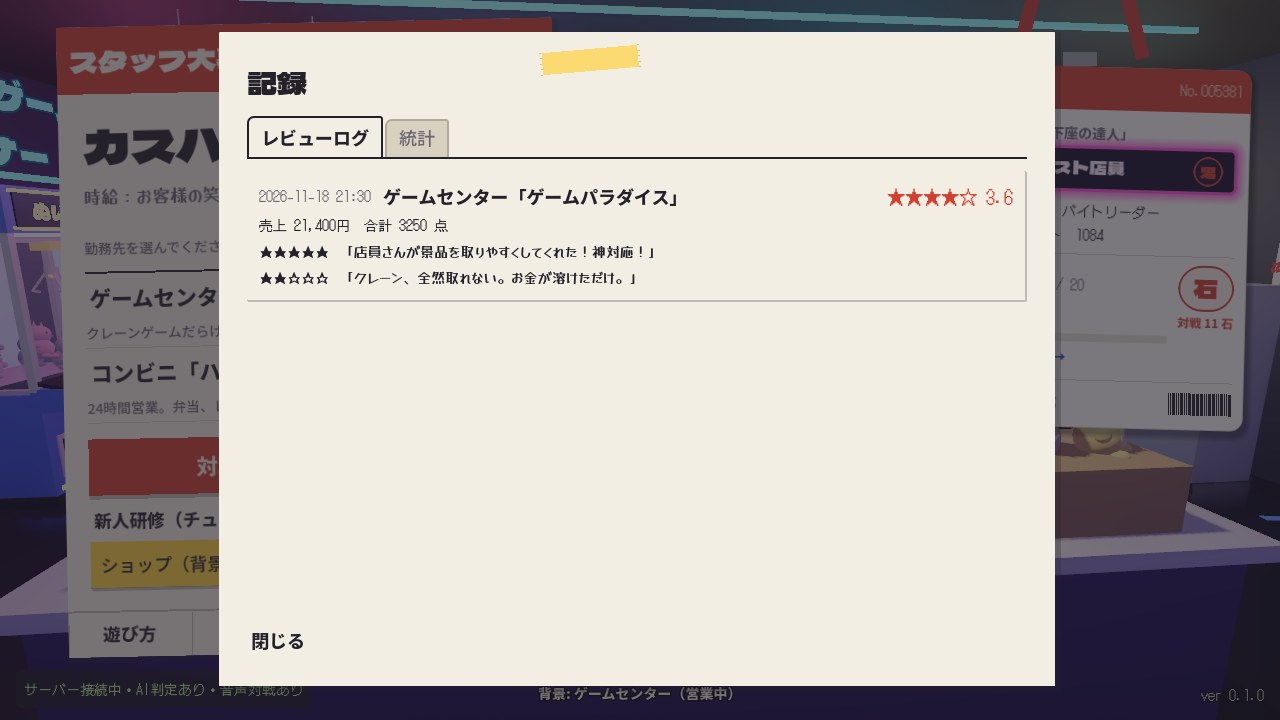 スタッフ大
No. 005381
ゲー
ナー
記録
レビューログ
統計
カスハ
時給：お客様の笑
勤務先を選んでくださ
ゲームセンタ
クレーンゲームだらけ
コンビニ「ハ
24時間営業。弁当、
対
新人研修（チュ
ショップ（背景
遊び方
2026-11-18 21:30 ゲームセンター「ゲームパラダイス」 ★★★★☆ 3.6
売上 21,400円 合計 3250 点
★★★★★ 「店員さんが景品を取りやすくしてくれた！神対応！」
★★☆☆☆ 「クレーン、全然取れない。お金が溶けただけ。」
下座の達人」
スト店員
バイトリーダー
1084
/ 20
石
対戦 11 石
→
閉じる
サーバー接続中・AI判定あり・音声対戦あり
背景: ゲームセンター（営業中）
ver 0.1.0